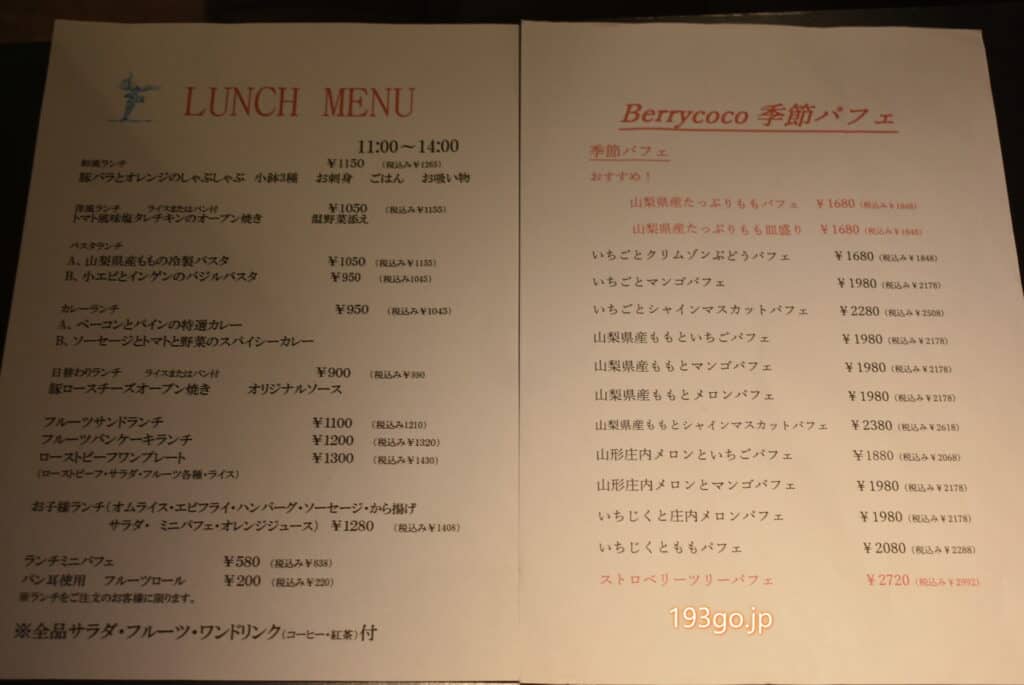 LUNCH MENU
11:00～14:00
和風ランチ ¥1150 （税込み¥1265）
豚バラとオレンジのしゃぶしゃぶ 小鉢3種 お刺身 ごはん お吸い物
洋風ランチ ライスまたはパン付 ¥1050 （税込み¥1155）
トマト風味塩タレチキンのオーブン焼き 温野菜添え
パスタランチ
A、山梨県産ももの冷製パスタ ¥1050 （税込み¥1155）
B、小エビとインゲンのバジルパスタ ¥950 （税込み1045）
カレーランチ ¥950 （税込み¥1045）
A、ベーコンとパインの特選カレー
B、ソーセージとトマトと野菜のスパイシーカレー
日替わりランチ ライスまたはパン付 ¥900 （税込み¥990
豚ロースチーズオーブン焼き オリジナルソース
フルーツサンドランチ ¥1100 （税込み1210）
フルーツパンケーキランチ ¥1200 （税込み¥1320）
ローストビーフワンプレート ¥1300 （税込み¥1430）
（ローストビーフ・サラダ・フルーツ各種・ライス）
お子様ランチ（オムライス・エビフライ・ハンバーグ・ソーセージ・から揚げ
サラダ・ ミニパフェ・オレンジジュース） ¥1280 （税込み¥1408）
ランチミニパフェ ¥580 （税込み¥638）
パン耳使用 フルーツロール ¥200 （税込み¥220）
※ランチをご注文のお客様に限ります。
※全品サラダ・フルーツ・ワンドリンク（コーヒー・紅茶）付
Berrycoco 季節パフェ
季節パフェ
おすすめ！
山梨県産たっぷりももパフェ ¥1680（税込み¥1848）
山梨県産たっぷりもも皿盛り ¥1680（税込み¥1848）
いちごとクリムゾンぶどうパフェ ¥1680（税込み¥1848）
いちごとマンゴパフェ ¥1980（税込み¥2178）
いちごとシャインマスカットパフェ ¥2280（税込み¥2508）
山梨県産ももといちごパフェ ¥1980（税込み¥2178）
山梨県産ももとマンゴパフェ ¥1980（税込み¥2178）
山梨県産ももとメロンパフェ ¥1980（税込み¥2178）
山梨県産ももとシャインマスカットパフェ ¥2380（税込み¥2618）
山形庄内メロンといちごパフェ ¥1880（税込み¥2068）
山形庄内メロンとマンゴパフェ ¥1980（税込み¥2178）
いちじくと庄内メロンパフェ ¥1980（税込み¥2178）
いちじくとももパフェ ¥2080（税込み¥2288）
ストロベリーツリーパフェ ¥2720（税込み¥2992）
193go.jp